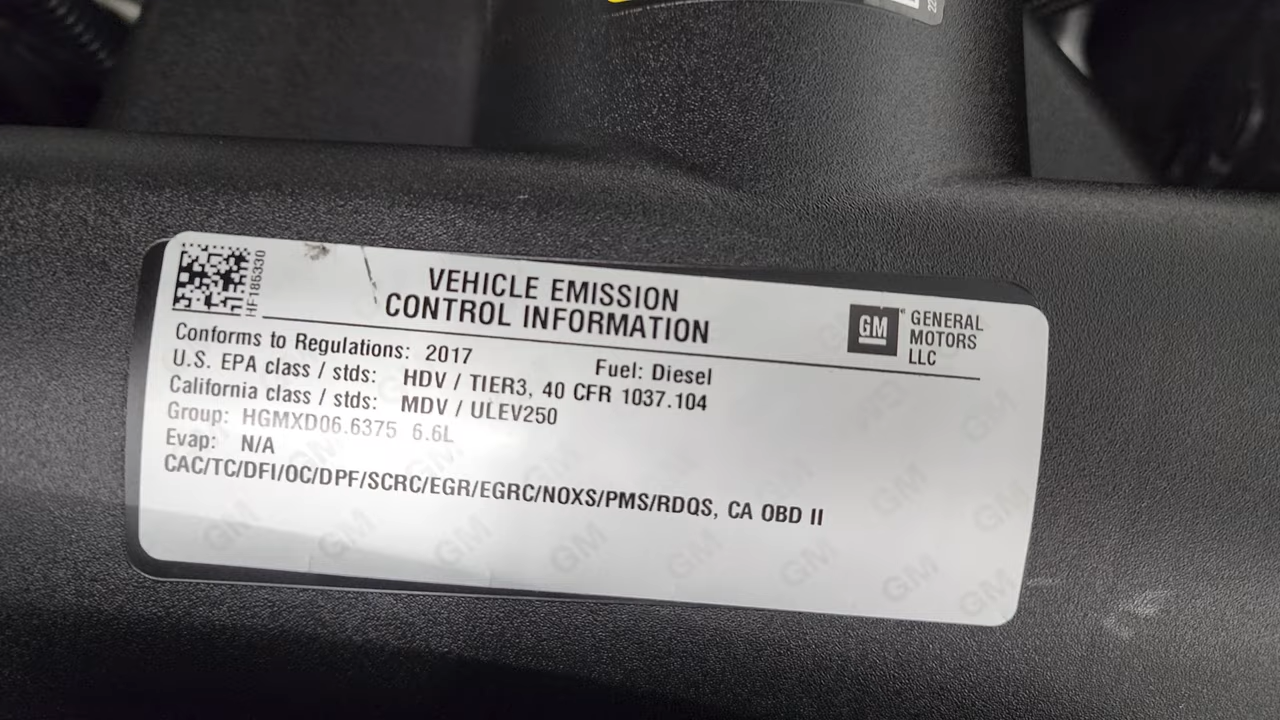 HF186330
VEHICLE EMISSION
CONTROL INFORMATION
GM
GENERAL
MOTORS
LLC
Conforms to Regulations: 2017 Fuel: Diesel
U.S. EPA class / stds: HDV / TIER3, 40 CFR 1037.104
California class / stds: MDV / ULEV250
Group: HGMXD06.6375 6.6L
Evap: N/A
CAC/TC/DFI/OC/DPF/SCRC/EGR/EGRC/NOXS/PMS/RDQS, CA OBD II